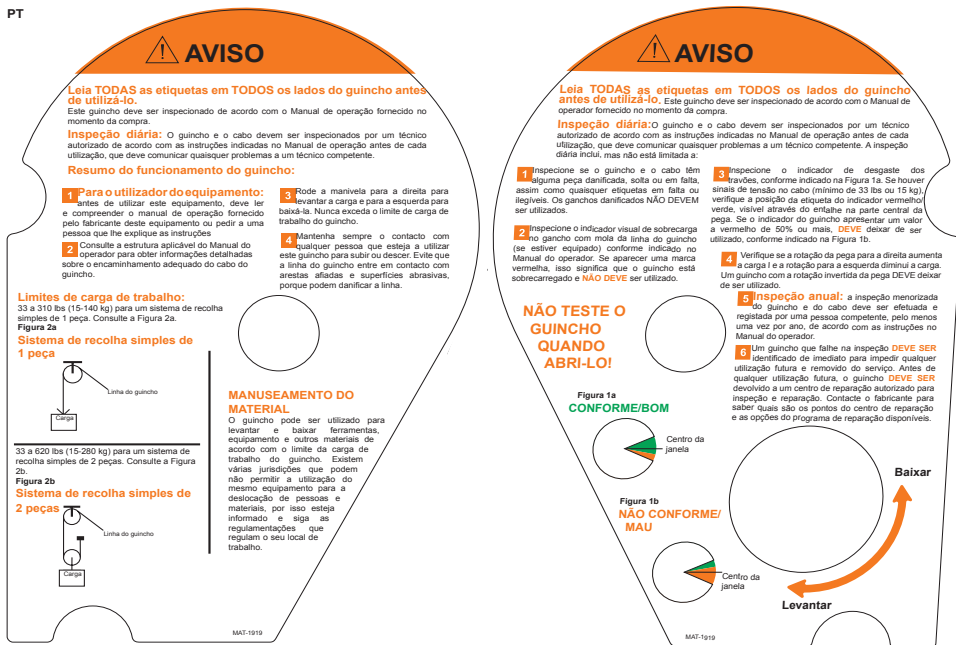 PT
AVISO
Leia TODAS as etiquetas em TODOS os lados do guincho antes
de utilizá-lo.
Este guincho deve ser inspecionado de acordo com o Manual de operação fornecido no
momento da compra.
Inspeção diária: O guincho e o cabo devem ser inspecionados por um técnico
autorizado de acordo com as instruções indicadas no Manual de operação antes de cada
utilização, que deve comunicar quaisquer problemas a um técnico competente.
Resumo do funcionamento do guincho:
1 Para o utilizador do equipamento:
antes de utilizar este equipamento, deve ler
e compreender o manual de operação fornecido
pelo fabricante deste equipamento ou pedir a uma
pessoa que lhe explique as instruções
2 Consulte a estrutura aplicável do Manual do
operador para obter informações detalhadas
sobre o encaminhamento adequado do cabo do
guincho.
3 Rode a manivela para a direita para
levantar a carga e para a esquerda para
baixá-la. Nunca exceda o limite de carga de
trabalho do guincho.
4 Mantenha sempre o contacto com
qualquer pessoa que esteja a utilizar
este guincho para subir ou descer. Evite que
a linha do guincho entre em contacto com
arestas afiadas e superfícies abrasivas,
porque podem danificar a linha.
Limites de carga de trabalho:
33 a 310 lbs (15-140 kg) para um sistema de recolha
simples de 1 peça. Consulte a Figura 2a.
Figura 2a
Sistema de recolha simples de
1 peça
Linha do guincho
Carga
33 a 620 lbs (15-280 kg) para um sistema de
recolha simples de 2 peças. Consulte a Figura
2b.
Figura 2b
Sistema de recolha simples de
2 peças
Linha do guincho
Carga
MANUSEAMENTO DO
MATERIAL
O guincho pode ser utilizado para
levantar e baixar ferramentas,
equipamento e outros materiais de
acordo com o limite da carga de
trabalho do guincho. Existem
várias jurisdições que podem
não permitir a utilização do
mesmo equipamento para a
deslocação de pessoas e
materiais, por isso esteja
informado e siga as
regulamentações que
regulam o seu local de
trabalho.
MAT-1919
AVISO
Leia TODAS as etiquetas em TODOS os lados do guincho
antes de utilizá-lo. Este guincho deve ser inspecionado de acordo com o Manual de
operador fornecido no momento da compra.
Inspeção diária: O guincho e o cabo devem ser inspecionados por um técnico
autorizado de acordo com as instruções indicadas no Manual de operação antes de cada
utilização, que deve comunicar quaisquer problemas a um técnico competente. A inspeção
diária inclui, mas não está limitada a:
1 Inspecione se o guincho e o cabo têm
alguma peça danificada, solta ou em falta,
assim como quaisquer etiquetas em falta ou
ilegíveis. Os ganchos danificados NÃO DEVEM
ser utilizados.
2 Inspecione o indicador visual de sobrecarga
no gancho com mola da linha do guincho
(se estiver equipado) conforme indicado no
Manual do operador. Se aparecer uma marca
vermelha, isso significa que o guincho está
sobrecarregado e NÃO DEVE ser utilizado.
3 Inspecione o indicador de desgaste dos
travões, conforme indicado na Figura 1a. Se houver
sinais de tensão no cabo (mínimo de 33 lbs ou 15 kg),
verifique a posição da etiqueta do indicador vermelho/
verde, visível através do entalhe na parte central da
pega. Se o indicador do guincho apresentar um valor
a vermelho de 50% ou mais, DEVE deixar de ser
utilizado, conforme indicado na Figura 1b.
4 Verifique se a rotação da pega para a direita aumenta
a carga l e a rotação para a esquerda diminui a carga.
Um guincho com a rotação invertida da pega DEVE deixar
de ser utilizado.
5 Inspeção anual: a inspeção menorizada
do guincho e do cabo deve ser efetuada e
registada por uma pessoa competente, pelo menos
uma vez por ano, de acordo com as instruções no
Manual do operador.
6 Um guincho que falhe na inspeção DEVE SER
identificado de imediato para impedir qualquer
utilização futura e removido do serviço. Antes de
qualquer utilização futura, o guincho DEVE SER
devolvido a um centro de reparação autorizado para
inspeção e reparação. Contacte o fabricante para
saber quais são os pontos do centro de reparação
e as opções do programa de reparação disponíveis.
NÃO TESTE O
GUINCHO
QUANDO
ABRI-LO!
Figura 1a
CONFORME/BOM
Centro da
janela
Figura 1b
NÃO CONFORME/
MAU
Centro da
janela
Baixar
Levantar
MAT-1919